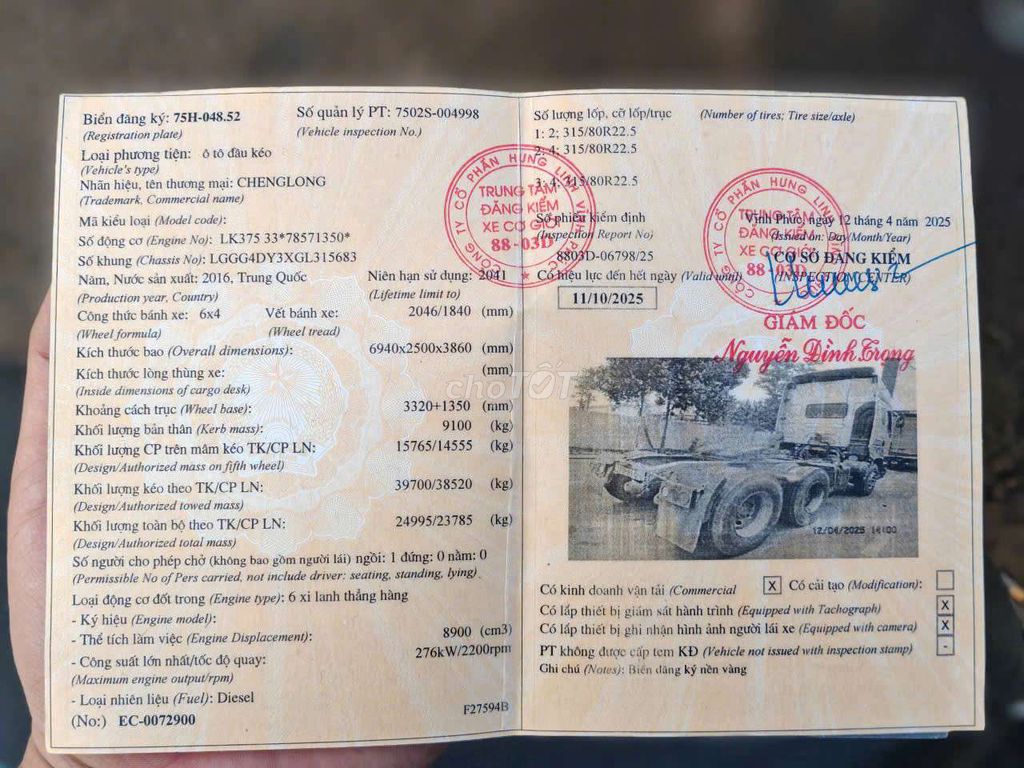 Biển đăng ký: 75H-048.52
(Registration plate)
Số quản lý PT: 7502S-004998
(Vehicle inspection No.)
Loại phương tiện: ô tô đầu kéo
(Vehicle's type)
Nhãn hiệu, tên thương mại: CHENGLONG
(Trademark, Commercial name)
Mã kiểu loại (Model code):
Số động cơ (Engine No): LK375 33*78571350*
Số khung (Chassis No): LGGG4DY3XGL315683
Năm, Nước sản xuất: 2016, Trung Quốc
(Production year, Country)
Niên hạn sử dụng: 2041
(Lifetime limit to)
Công thức bánh xe: 6x4
(Wheel formula)
Vết bánh xe: 2046/1840 (mm)
(Wheel tread)
Kích thước bao (Overall dimensions): 6940x2500x3860 (mm)
Kích thước lòng thùng xe: (mm)
(Inside dimensions of cargo desk)
Khoảng cách trục (Wheel base): 3320+1350 (mm)
Khối lượng bản thân (Kerb mass): 9100 (kg)
Khối lượng CP trên mâm kéo TK/CP LN: 15765/14555 (kg)
(Design/Authorized mass on fifth wheel)
Khối lượng kéo theo TK/CP LN: 39700/38520 (kg)
(Design/Authorized towed mass)
Khối lượng toàn bộ theo TK/CP LN: 24995/23785 (kg)
(Design/Authorized total mass)
Số người cho phép chở (không bao gồm người lái) ngồi: 1 đứng: 0 nằm: 0
(Permissible No of Pers carried, not include driver: seating, standing, lying)
Loại động cơ đốt trong (Engine type): 6 xi lanh thẳng hàng
- Ký hiệu (Engine model):
- Thể tích làm việc (Engine Displacement): 8900 (cm3)
- Công suất lớn nhất/tốc độ quay: 276kW/2200rpm
(Maximum engine output/rpm)
- Loại nhiên liệu (Fuel): Diesel
(No:) EC-0072900
F27594B
Số lượng lốp, cỡ lốp/trục (Number of tires; Tire size/axle)
1: 2; 315/80R22.5
2: 4; 315/80R22.5
3: 4; 315/80R22.5
CÔNG TY CỔ PHẦN HƯNG LINH VĨNH PHÚC
TRUNG TÂM
ĐĂNG KIỂM
XE CƠ GIỚI
88-03D
Số phiếu kiểm định
(Inspection Report No)
8803D-06798/25
Có hiệu lực đến hết ngày (Valid until)
11/10/2025
Vĩnh Phúc, ngày 12 tháng 4 năm 2025
(Issued on: Day/Month/Year)
CƠ SỞ ĐĂNG KIỂM
(INSPECTION CENTER)
CÔNG TY CỔ PHẦN HƯNG LINH VĨNH PHÚC
TRUNG TÂM
ĐĂNG KIỂM
XE CƠ GIỚI
88-03D
GIÁM ĐỐC
Nguyễn Đình Trọng
choTỐT
12/04/2025 14:00
Có kinh doanh vận tải (Commercial X Có cải tạo (Modification):
Có lắp thiết bị giám sát hành trình (Equipped with Tachograph) X
Có lắp thiết bị ghi nhận hình ảnh người lái xe (Equipped with camera) X
PT không được cấp tem KĐ (Vehicle not issued with inspection stamp) -
Ghi chú (Notes): Biển đăng ký nền vàng